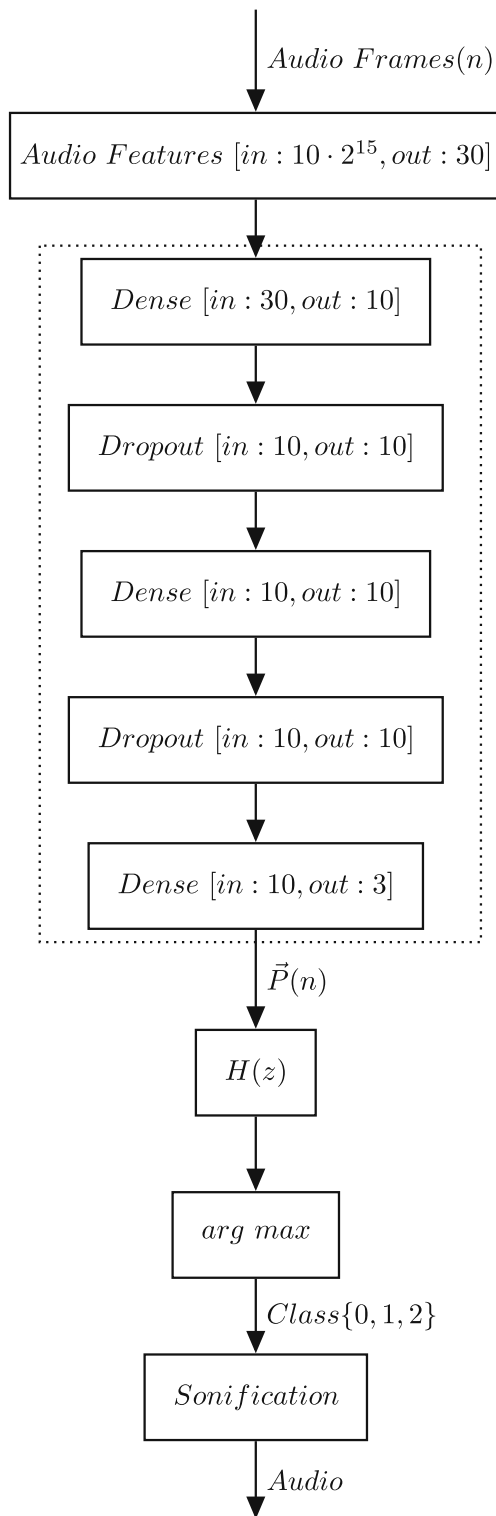 Audio Frames(n)
Audio Features [in : 10 · 2¹⁵, out : 30]
Dense [in : 30, out : 10]
Dropout [in : 10, out : 10]
Dense [in : 10, out : 10]
Dropout [in : 10, out : 10]
Dense [in : 10, out : 3]
P⃗(n)
H(z)
arg max
Class{0, 1, 2}
Sonification
Audio